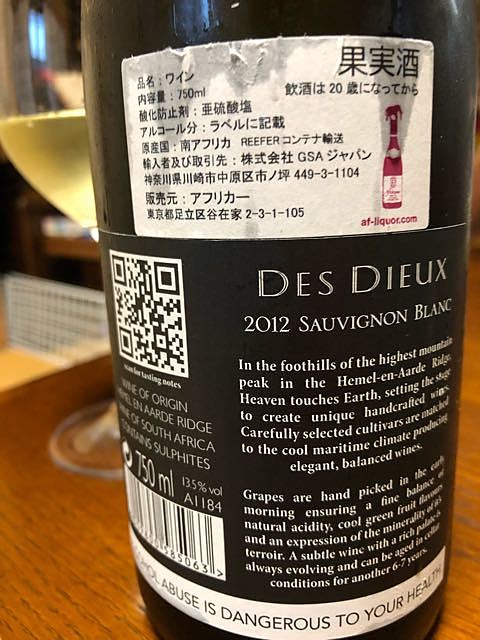 果実酒
飲酒は20歳になってから
品名：ワイン
内容量：750ml
酸化防止剤：亜硫酸塩
アルコール分：ラベルに記載
原産国：南アフリカ REEFERコンテナ輸送
輸入者及び取引先：株式会社GSAジャパン
神奈川県川崎市中原区市ノ坪 449-3-1104
販売元：アフリカー
東京都足立区谷在家2-3-1-105
af-liquor.com
DES DIEUX
2012 SAUVIGNON BLANC
In the foothills of the highest mountain
peak in the Hemel-en-Aarde Ridge,
Heaven touches Earth, setting the stage
to create unique handcrafted wines.
Carefully selected cultivars are matched
to the cool maritime climate producing
elegant, balanced wines.
Grapes are hand picked in the early
morning ensuring a fine balance of
natural acidity, cool green fruit flavours
and an expression of the minerality of its
terroir. A subtle wine with a rich palate is
always evolving and can be aged in cellar
conditions for another 6-7 years.
scan for tasting notes
WINE OF ORIGIN
HEMEL EN AARDE RIDGE
OF SOUTH AFRICA
CONTAINS SULPHITES
750 ml
13.5% vol
A1184
585063
ABUSE IS DANGEROUS TO YOUR HEALTH